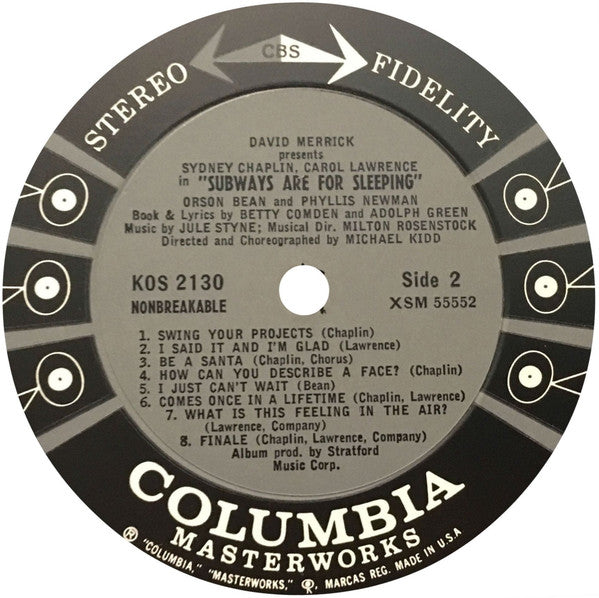 CBS
STEREO FIDELITY
DAVID MERRICK
presents
SYDNEY CHAPLIN, CAROL LAWRENCE
in "SUBWAYS ARE FOR SLEEPING"
ORSON BEAN and PHYLLIS NEWMAN
Book & Lyrics by BETTY COMDEN and ADOLPH GREEN
Music by JULE STYNE; Musical Dir. MILTON ROSENSTOCK
Directed and Choreographed by MICHAEL KIDD
KOS 2130 Side 2
NONBREAKABLE XSM 55552
1. SWING YOUR PROJECTS (Chaplin)
2. I SAID IT AND I'M GLAD (Lawrence)
3. BE A SANTA (Chaplin, Chorus)
4. HOW CAN YOU DESCRIBE A FACE? (Chaplin)
5. I JUST CAN'T WAIT (Bean)
6. COMES ONCE IN A LIFETIME (Chaplin, Lawrence)
7. WHAT IS THIS FEELING IN THE AIR?
(Lawrence, Company)
8. FINALE (Chaplin, Lawrence, Company)
Album prod. by Stratford
Music Corp.
COLUMBIA
MASTERWORKS
® "COLUMBIA," "MASTERWORKS," MARCAS REG. MADE IN U.S.A